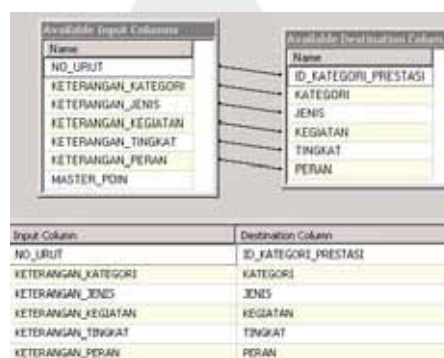 Available Input Columns
Name
NO_URUT
KETERANGAN_KATEGORI
KETERANGAN_JENIS
KETERANGAN_KEGIATAN
KETERANGAN_TINGKAT
KETERANGAN_PERAN
MASTER_POIN
Available Destination Colum
Name
ID_KATEGORI_PRESTASI
KATEGORI
JENIS
KEGIATAN
TINGKAT
PERAN
Input Column Destination Column
NO_URUT ID_KATEGORI_PRESTASI
KETERANGAN_KATEGORI KATEGORI
KETERANGAN_JENIS JENIS
KETERANGAN_KEGIATAN KEGIATAN
KETERANGAN_TINGKAT TINGKAT
KETERANGAN_PERAN PERAN